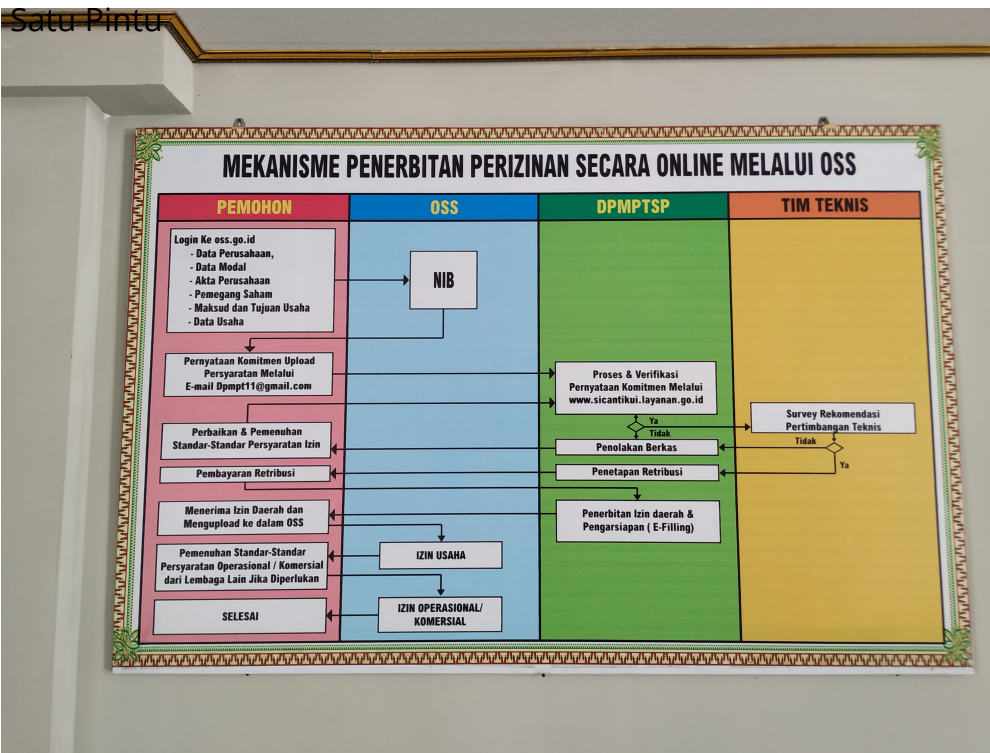 Satu Pintu
MEKANISME PENERBITAN PERIZINAN SECARA ONLINE MELALUI OSS
PEMOHON
OSS
DPMPTSP
TIM TEKNIS
Login Ke oss.go.id
- Data Perusahaan,
- Data Modal
- Akta Perusahaan
- Pemegang Saham
- Maksud dan Tujuan Usaha
- Data Usaha
NIB
Pernyataan Komitmen Upload
Persyaratan Melalui
E-mail Dpmpt11@gmail.com
Proses & Verifikasi
Pernyataan Komitmen Melalui
www.sicantikui.layanan.go.id
Ya
Tidak
Survey Rekomendasi
Pertimbangan Teknis
Tidak
Ya
Perbaikan & Pemenuhan
Standar-Standar Persyaratan Izin
Penolakan Berkas
Pembayaran Retribusi
Penetapan Retribusi
Menerima Izin Daerah dan
Mengupload ke dalam OSS
Penerbitan Izin daerah &
Pengarsiapan ( E-Filling)
Pemenuhan Standar-Standar
Persyaratan Operasional / Komersial
dari Lembaga Lain Jika Diperlukan
IZIN USAHA
SELESAI
IZIN OPERASIONAL/
KOMERSIAL